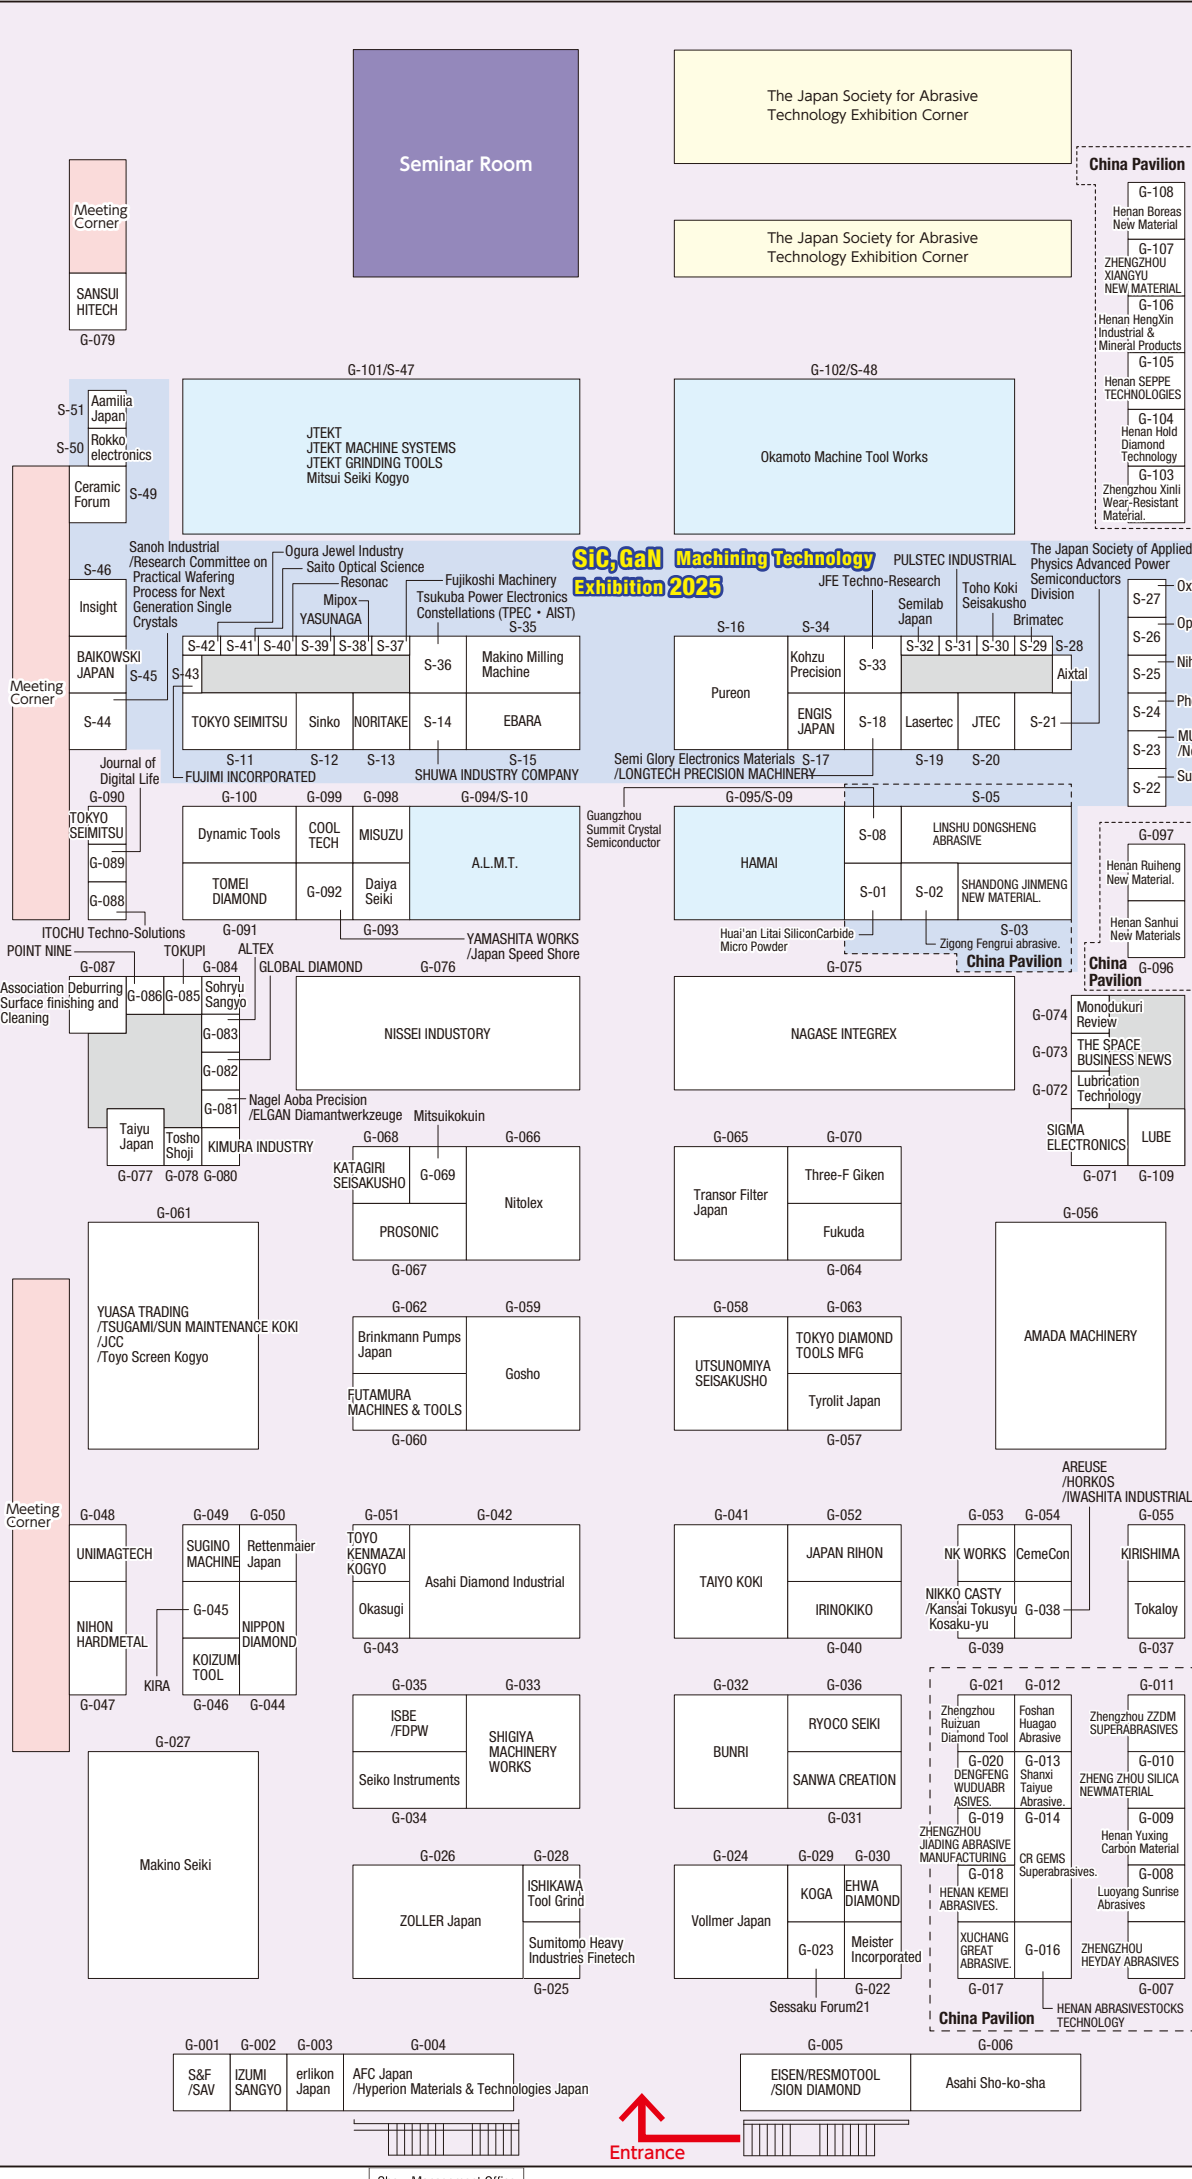 Seminar Room
The Japan Society for Abrasive
Technology Exhibition Corner
The Japan Society for Abrasive
Technology Exhibition Corner
China Pavilion
G-108
Henan Boreas
New Material
G-107
ZHENGZHOU
XIANGYU
NEW MATERIAL
G-106
Henan HengXin
Industrial &
Mineral Products
G-105
Henan SEPPE
TECHNOLOGIES
G-104
Henan Hold
Diamond
Technology
G-103
Zhengzhou Xinli
Wear-Resistant
Material.
Meeting
Corner
SANSUI
HITECH
G-079
G-101/S-47
JTEKT
JTEKT MACHINE SYSTEMS
JTEKT GRINDING TOOLS
Mitsui Seiki Kogyo
G-102/S-48
Okamoto Machine Tool Works
S-51
Aamilia
Japan
S-50
Rokko
electronics
Ceramic
Forum
S-49
Meeting
Corner
SiC,GaN Machining Technology
Exhibition 2025
S-46
Insight
BAIKOWSKI
JAPAN
S-45
S-44
Sanoh Industrial
/Research Committee on
Practical Wafering
Process for Next
Generation Single
Crystals
Ogura Jewel Industry
Saito Optical Science
Resonac
Mipox
YASUNAGA
Fujikoshi Machinery
Tsukuba Power Electronics
Constellations (TPEC・AIST)
S-35
S-42
S-41
S-40
S-39
S-38
S-37
S-43
S-36
Makino Milling
Machine
TOKYO SEIMITSU
Sinko
NORITAKE
S-14
EBARA
S-11
S-12
S-13
S-15
FUJIMI INCORPORATED
SHUWA INDUSTRY COMPANY
JFE Techno-Research
PULSTEC INDUSTRIAL
Semilab
Japan
Toho Koki
Seisakusho
Brimatec
The Japan Society of Applied
Physics Advanced Power
Semiconductors
Division
S-16
S-34
Pureon
Kohzu
Precision
S-33
S-32
S-31
S-30
S-29
S-28
Aixtal
ENGIS
JAPAN
S-18
Lasertec
JTEC
S-21
S-17
S-19
S-20
Semi Glory Electronics Materials
/LONGTECH PRECISION MACHINERY
S-27
Ox
S-26
Op
S-25
Nih
S-24
Ph
S-23
MU
/N
S-22
Su
Journal of
Digital Life
G-090
TOKYO
SEIMITSU
G-089
G-088
ITOCHU Techno-Solutions
G-100
G-099
G-098
G-094/S-10
Dynamic Tools
COOL
TECH
MISUZU
A.L.M.T.
TOMEI
DIAMOND
G-092
Daiya
Seiki
G-091
G-093
YAMASHITA WORKS
/Japan Speed Shore
Guangzhou
Summit Crystal
Semiconductor
G-095/S-09
HAMAI
S-05
S-08
LINSHU DONGSHENG
ABRASIVE
S-01
S-02
SHANDONG JINMENG
NEW MATERIAL.
S-03
Huai'an Litai SiliconCarbide
Micro Powder
Zigong Fengrui abrasive.
China Pavilion
G-097
Henan Ruiheng
New Material.
Henan Sanhui
New Materials
China
Pavilion
G-096
POINT NINE
TOKUPI
ALTEX
GLOBAL DIAMOND
G-087
G-084
Association Deburring
Surface finishing and
Cleaning
G-086
G-085
Sohryu
Sangyo
G-083
G-082
G-081
Nagel Aoba Precision
/ELGAN Diamantwerkzeuge
Taiyu
Japan
Tosho
Shoji
KIMURA INDUSTRY
G-077
G-078
G-080
G-076
NISSEI INDUSTORY
G-075
NAGASE INTEGREX
G-074
Monodukuri
Review
G-073
THE SPACE
BUSINESS NEWS
G-072
Lubrication
Technology
SIGMA
ELECTRONICS
LUBE
G-071
G-109
Mitsuikokuin
G-068
G-066
KATAGIRI
SEISAKUSHO
G-069
Nitolex
PROSONIC
G-067
G-065
G-070
Transor Filter
Japan
Three-F Giken
Fukuda
G-064
G-061
YUASA TRADING
/TSUGAMI/SUN MAINTENANCE KOKI
/JCC
/Toyo Screen Kogyo
G-062
G-059
Brinkmann Pumps
Japan
Gosho
FUTAMURA
MACHINES & TOOLS
G-060
G-058
G-063
UTSUNOMIYA
SEISAKUSHO
TOKYO DIAMOND
TOOLS MFG
Tyrolit Japan
G-057
G-056
AMADA MACHINERY
Meeting
Corner
G-048
UNIMAGTECH
NIHON
HARDMETAL
G-047
G-049
G-050
SUGINO
MACHINE
Rettenmaier
Japan
G-045
NIPPON
DIAMOND
KOIZUMI
TOOL
KIRA
G-046
G-044
G-051
G-042
TOYO
KENMAZAI
KOGYO
Asahi Diamond Industrial
Okasugi
G-043
G-041
G-052
TAIYO KOKI
JAPAN RIHON
IRINOKIKO
G-040
AREUSE
/HORKOS
/IWASHITA INDUSTRIAL
G-053
G-054
NK WORKS
CemeCon
NIKKO CASTY
/Kansai Tokusyu
Kosaku-yu
G-038
G-039
G-055
KIRISHIMA
Tokaloy
G-037
G-027
Makino Seiki
G-035
G-033
ISBE
/FDPW
SHIGIYA
MACHINERY
WORKS
Seiko Instruments
G-034
G-032
G-036
BUNRI
RYOCO SEIKI
SANWA CREATION
G-031
G-026
G-028
ZOLLER Japan
ISHIKAWA
Tool Grind
Sumitomo Heavy
Industries Finetech
G-025
G-024
G-029
G-030
Vollmer Japan
KOGA
EHWA
DIAMOND
G-023
Meister
Incorporated
G-022
Sessaku Forum21
G-021
G-012
Zhengzhou
Ruizuan
Diamond Tool
Foshan
Huagao
Abrasive
G-020
DENGFENG
WUDUABR
ASIVES.
G-013
Shanxi
Taiyue
Abrasive.
G-019
ZHENGZHOU
JIADING ABRASIVE
MANUFACTURING
G-014
CR GEMS
Superabrasives.
G-018
HENAN KEMEI
ABRASIVES.
XUCHANG
GREAT
ABRASIVE.
G-016
G-017
HENAN ABRASIVESTOCKS
TECHNOLOGY
China Pavilion
G-011
Zhengzhou ZZDM
SUPERABRASIVES
G-010
ZHENG ZHOU SILICA
NEWMATERIAL
G-009
Henan Yuxing
Carbon Material
G-008
Luoyang Sunrise
Abrasives
ZHENGZHOU
HEYDAY ABRASIVES
G-007
G-001
G-002
G-003
G-004
S&F
/SAV
IZUMI
SANGYO
erlikon
Japan
AFC Japan
/Hyperion Materials & Technologies Japan
G-005
G-006
EISEN/RESMOTOOL
/SION DIAMOND
Asahi Sho-ko-sha
Entrance